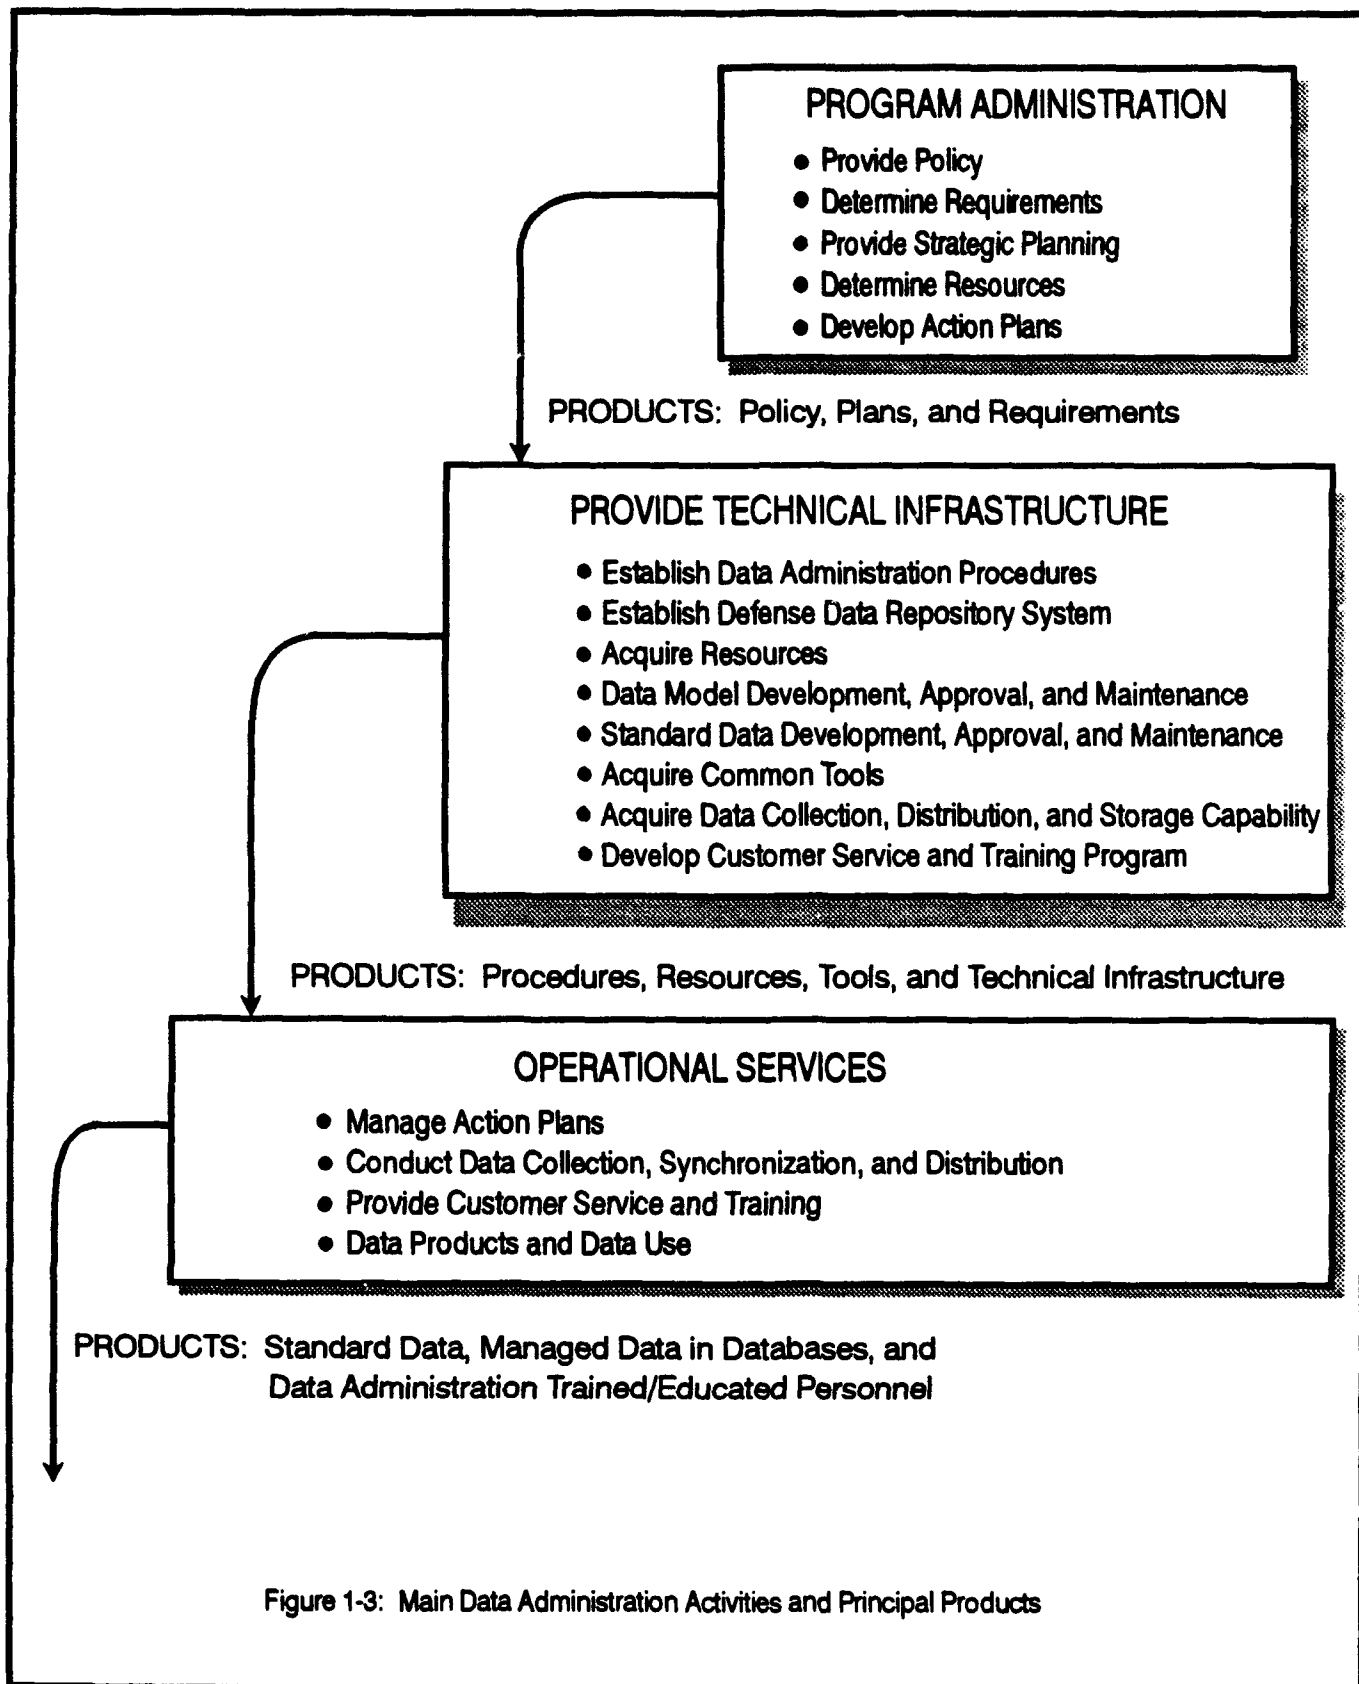 PROGRAM ADMINISTRATION
● Provide Policy
● Determine Requirements
● Provide Strategic Planning
● Determine Resources
● Develop Action Plans
PRODUCTS: Policy, Plans, and Requirements
PROVIDE TECHNICAL INFRASTRUCTURE
● Establish Data Administration Procedures
● Establish Defense Data Repository System
● Acquire Resources
● Data Model Development, Approval, and Maintenance
● Standard Data Development, Approval, and Maintenance
● Acquire Common Tools
● Acquire Data Collection, Distribution, and Storage Capability
● Develop Customer Service and Training Program
PRODUCTS: Procedures, Resources, Tools, and Technical Infrastructure
OPERATIONAL SERVICES
● Manage Action Plans
● Conduct Data Collection, Synchronization, and Distribution
● Provide Customer Service and Training
● Data Products and Data Use
PRODUCTS: Standard Data, Managed Data in Databases, and
Data Administration Trained/Educated Personnel
Figure 1-3: Main Data Administration Activities and Principal Products